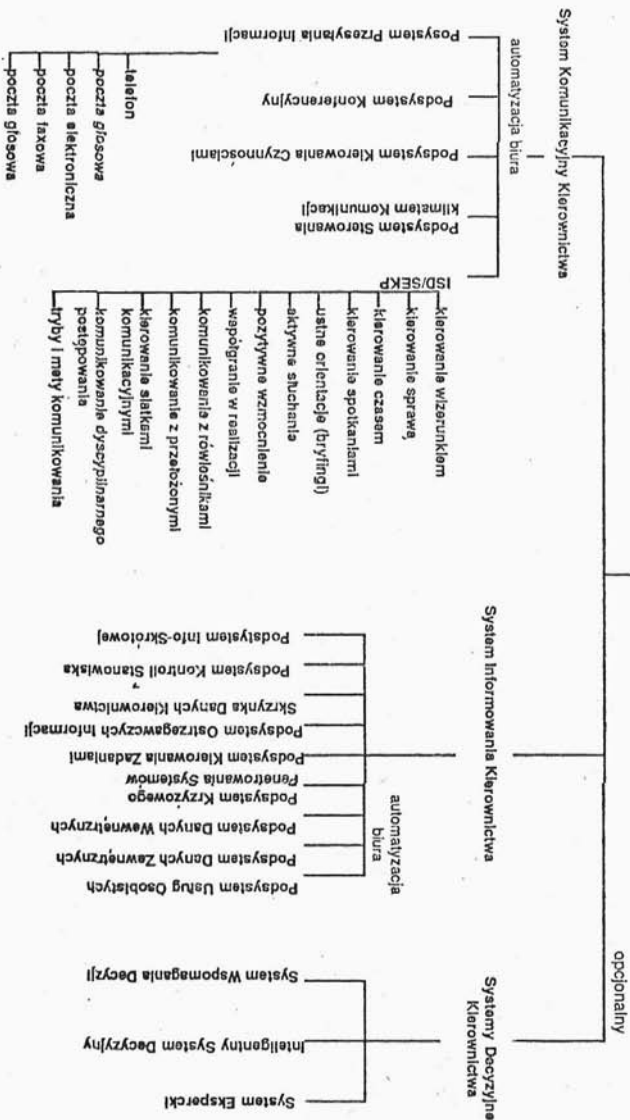 opcjonalny
System Komunikacyjny Kierownictwa
automatyzacja biura
Posystem Przesyłania Informacji
telefon
poczta głosowa
poczta elektroniczna
poczta faxowa
poczta głosowa
Podsystem Konferencyjny
Podsystem Kierowania Czynnościami
Podsystem Sterowania
klimatem Komunikacji
ISD/SEKP
kierowanie wizerunkiem
kierowanie sprawą
kierowanie czasem
kierowanie spotkaniami
ustne orientacje (bryfingi)
aktywne słuchanie
pozytywne wzmocnienie
współgranie w realizacji
komunikowanie z rówieśnikami
komunikowanie z przełożonymi
kierowanie siatkami
komunikacyjnymi
komunikowanie dyscyplinarnego
postępowania
tryby i mety komunikowania
System Informowania Kierownictwa
automatyzacja
biura
Podsystem Info-Skrótowej
Podsystem Kontroli Stanowiska
Skrzynka Danych Kierownictwa
Podsystem Ostrzegawczych Informacji
Podsystem Kierowania Zadaniami
Podsystem Krzyżowego
Penetrowania Systemów
Podsystem Danych Wewnętrznych
Podsystem Danych Zewnętrznych
Podsystem Usług Osobistych
Systemy Decyzyjne
Kierownictwa
System Wspomagania Decyzji
Inteligentny System Decyzyjny
System Ekspercki